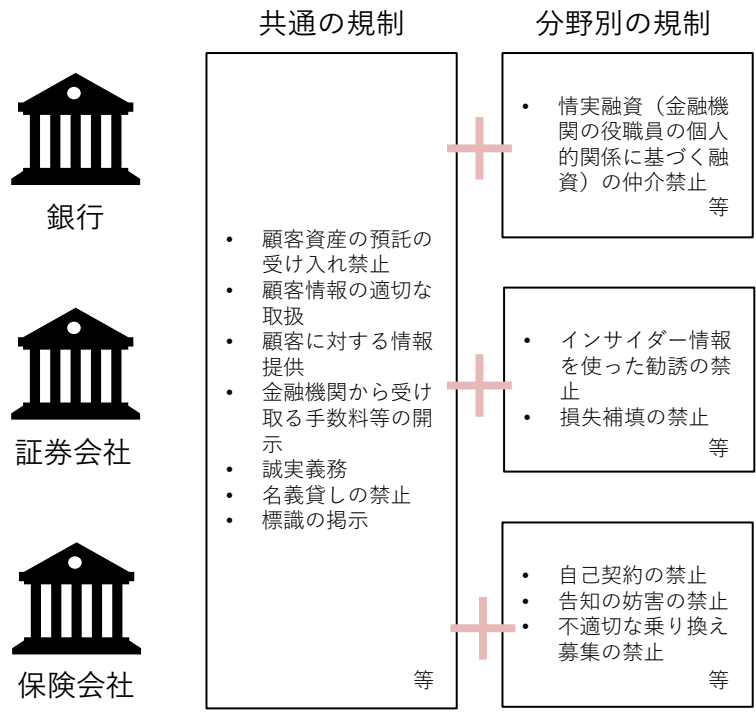 共通の規制
分野別の規制
銀行
証券会社
保険会社
• 顧客資産の預託の
受け入れ禁止
• 顧客情報の適切な
取扱
• 顧客に対する情報
提供
• 金融機関から受け
取る手数料等の開
示
• 誠実義務
• 名義貸しの禁止
• 標識の掲示
等
• 情実融資（金融機
関の役職員の個人
的関係に基づく融
資）の仲介禁止
等
• インサイダー情報
を使った勧誘の禁
止
• 損失補填の禁止
等
• 自己契約の禁止
• 告知の妨害の禁止
• 不適切な乗り換え
募集の禁止
等